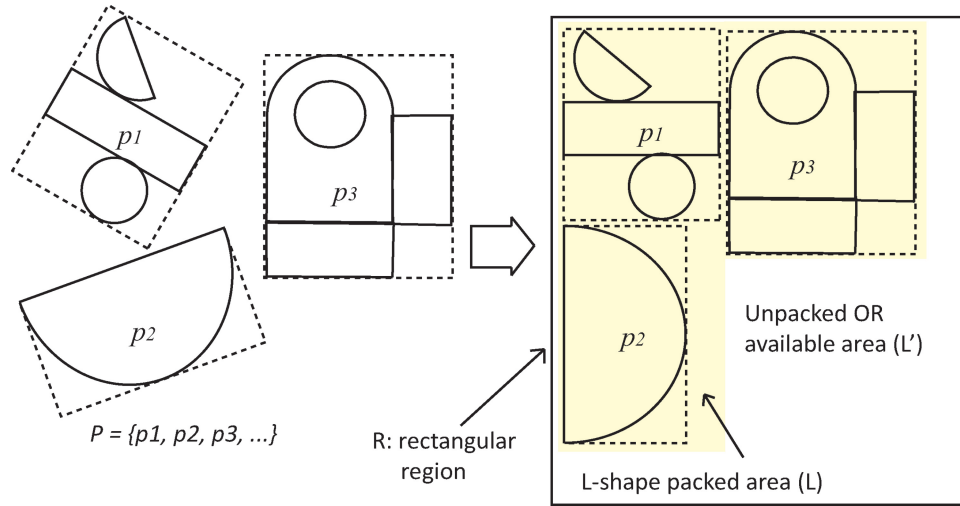 p1
p3
p2
P = {p1, p2, p3, ...}
R: rectangular
region
p1
p3
p2
Unpacked OR
available area (L’)
L-shape packed area (L)